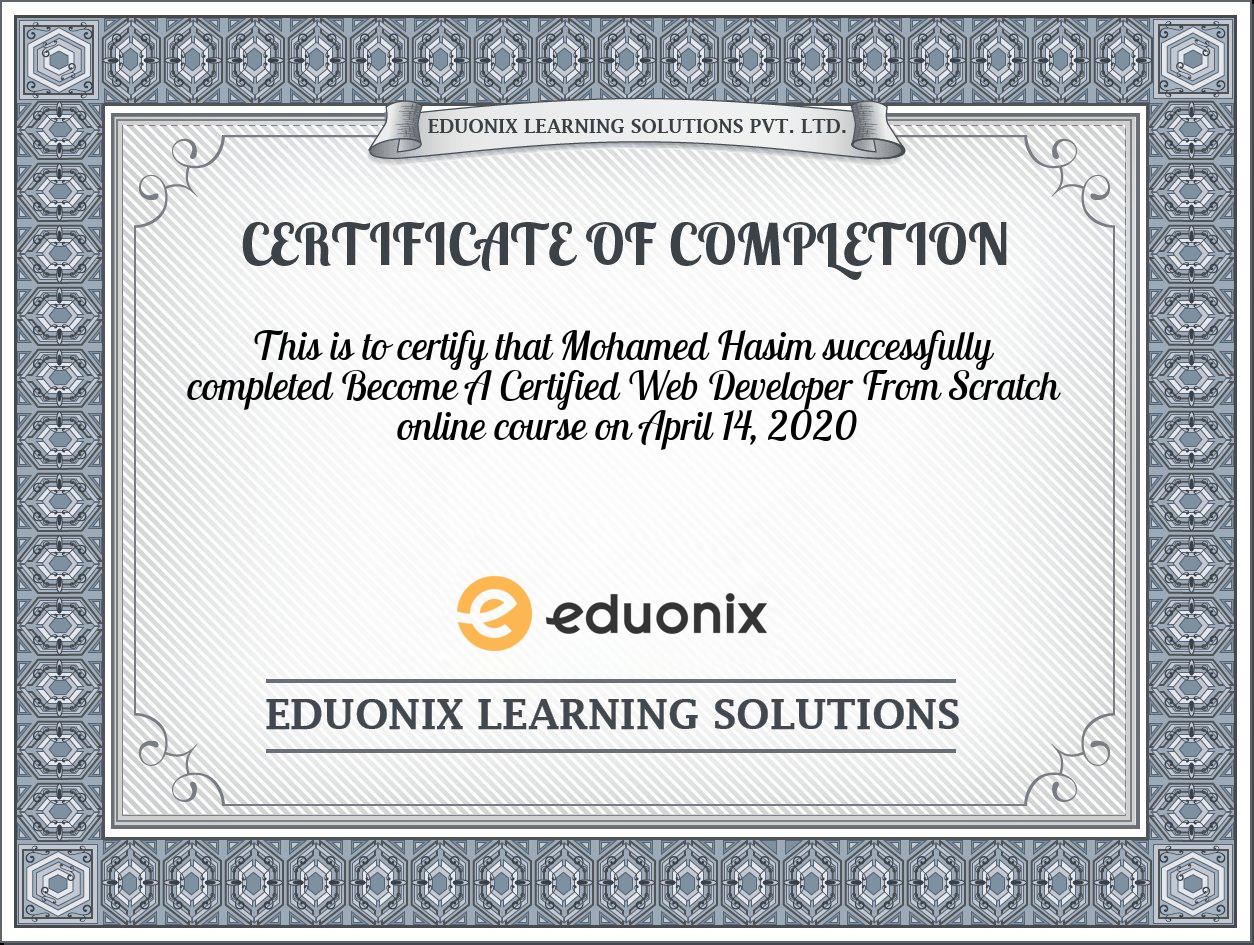 EDUONIX LEARNING SOLUTIONS PVT. LTD.
CERTIFICATE OF COMPLETION
This is to certify that Mohamed Hasim successfully
completed Become A Certified Web Developer From Scratch
online course on April 14, 2020
eduonix
EDUONIX LEARNING SOLUTIONS